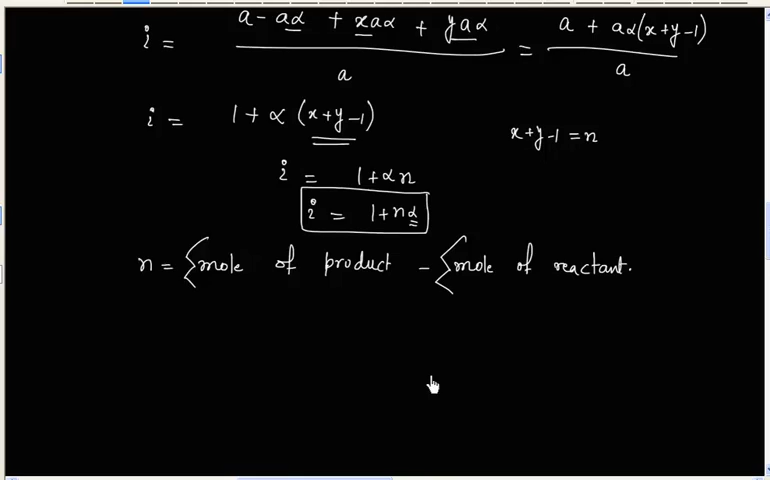 i = (a - aα + xaα + yaα)/a = (a + aα(x+y-1))/a
i = 1 + α (x+y-1)
x+y-1 = n
i = 1+αn
i = 1+nα
n = Σmole of product - Σmole of reactant.